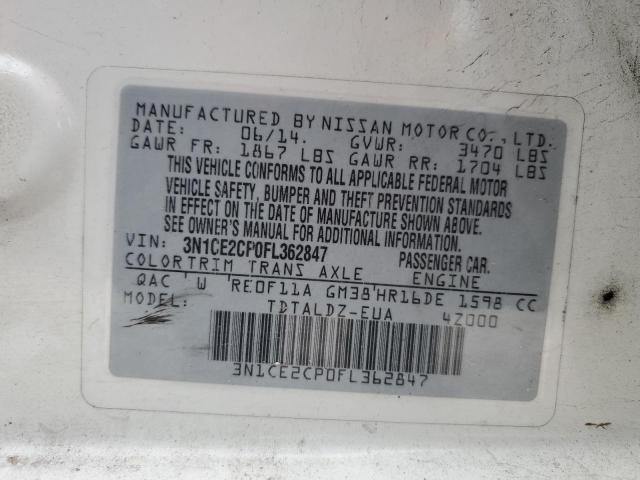 MANUFACTURED BY NISSAN MOTOR CO., LTD.
DATE: 06/14. GVWR: 3470 LBS
GAWR FR: 1867 LBS GAWR RR: 1704 LBS
THIS VEHICLE CONFORMS TO ALL APPLICABLE FEDERAL MOTOR
VEHICLE SAFETY, BUMPER AND THEFT PREVENTION STANDARDS
IN EFFECT ON THE DATE OF MANUFACTURE SHOWN ABOVE.
SEE OWNER'S MANUAL FOR ADDITIONAL INFORMATION.
VIN: 3N1CE2CP0FL362847 PASSENGER CAR.
COLOR TRIM TRANS AXLE ENGINE
QAC W RE0F11A GM38 HR16DE 1598 CC
MODEL: TDTALDZ-EUA 4Z000
3N1CE2CP0FL362847